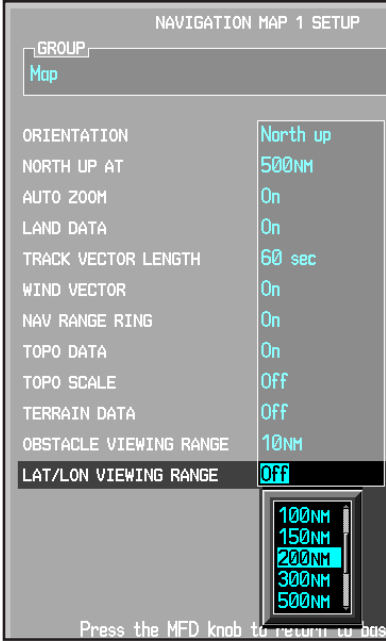 NAVIGATION MAP 1 SETUP
GROUP
Map
ORIENTATION North up
NORTH UP AT 500NM
AUTO ZOOM On
LAND DATA On
TRACK VECTOR LENGTH 60 sec
WIND VECTOR On
NAV RANGE RING On
TOPO DATA On
TOPO SCALE Off
TERRAIN DATA Off
OBSTACLE VIEWING RANGE 10NM
LAT/LON VIEWING RANGE Off
100NM
150NM
200NM
300NM
500NM
Press the MFD knob to return to bas